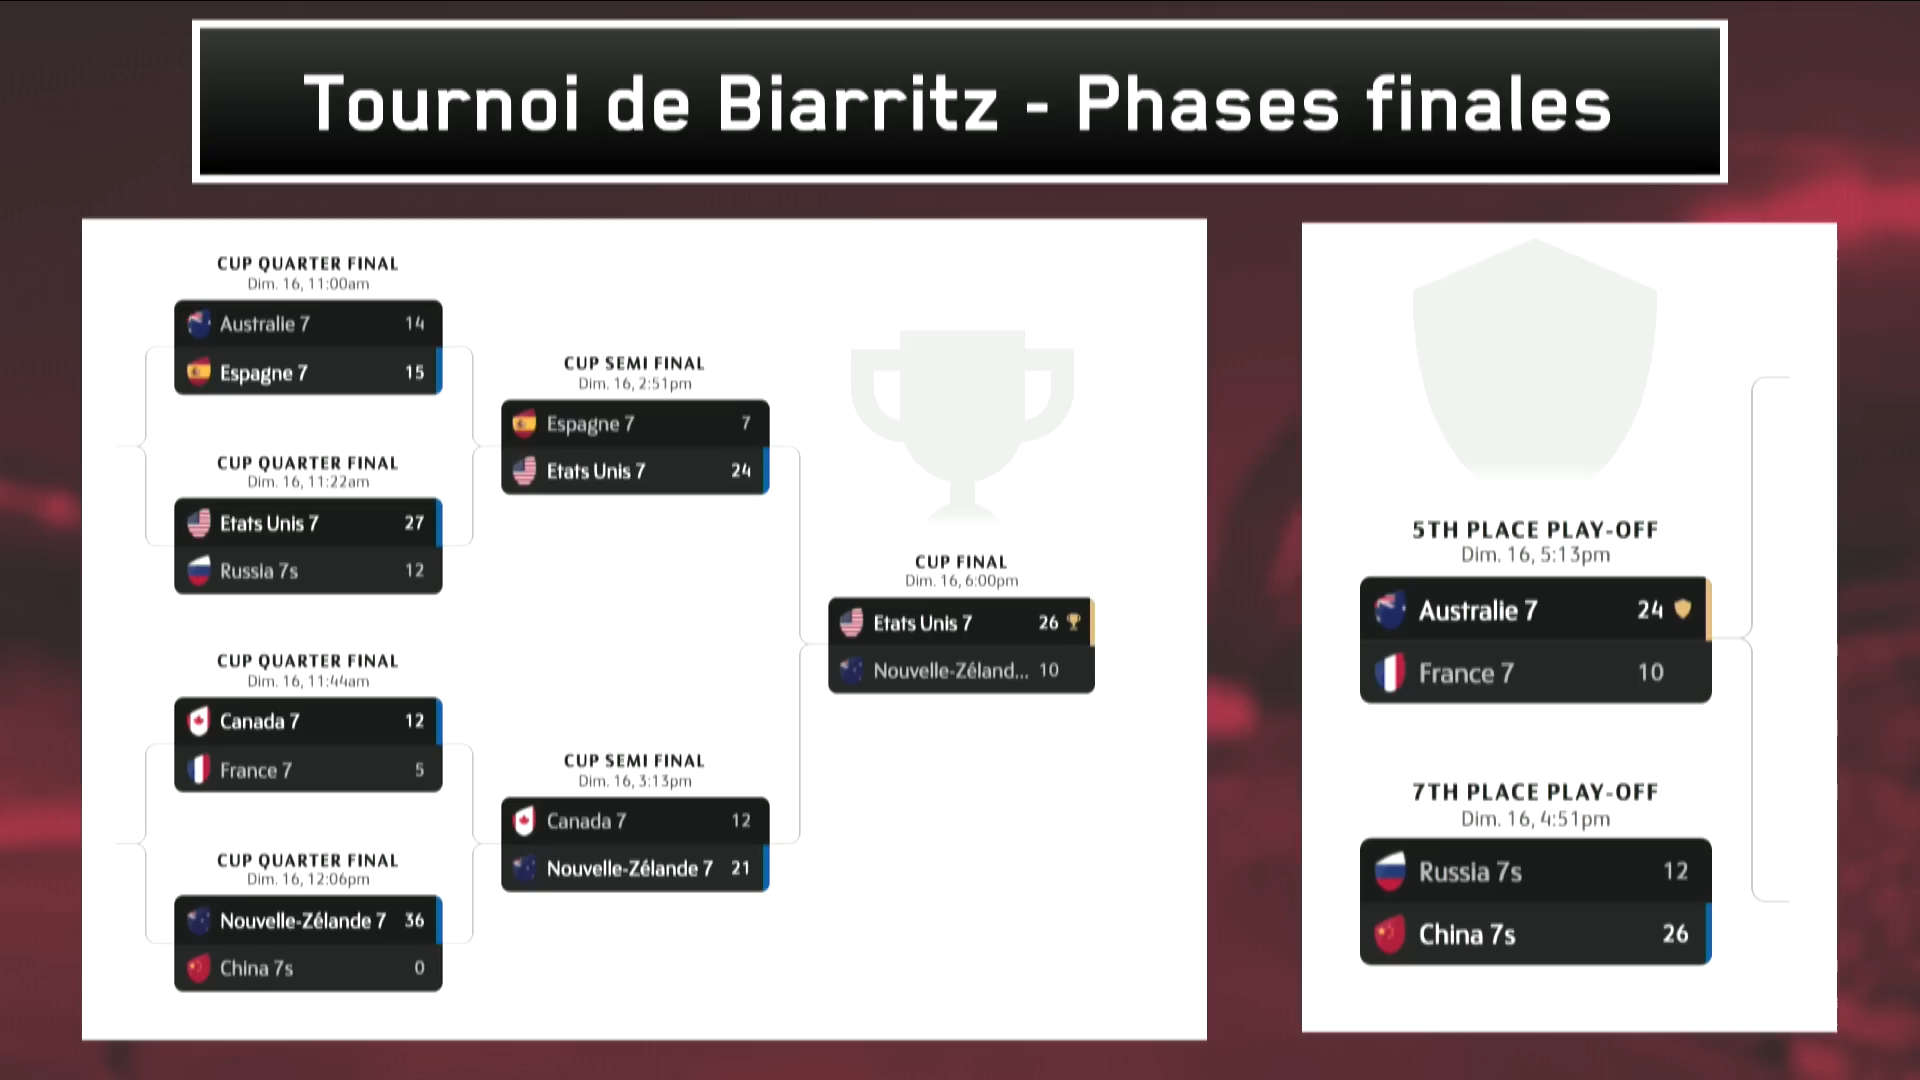 Tournoi de Biarritz - Phases finales
CUP QUARTER FINAL
Dim. 16, 11:00am
Australie 7 14
Espagne 7 15
CUP QUARTER FINAL
Dim. 16, 11:22am
Etats Unis 7 27
Russia 7s 12
CUP QUARTER FINAL
Dim. 16, 11:44am
Canada 7 12
France 7 5
CUP QUARTER FINAL
Dim. 16, 12:06pm
Nouvelle-Zélande 7 36
China 7s 0
CUP SEMI FINAL
Dim. 16, 2:51pm
Espagne 7 7
Etats Unis 7 24
CUP SEMI FINAL
Dim. 16, 3:13pm
Canada 7 12
Nouvelle-Zélande 7 21
CUP FINAL
Dim. 16, 6:00pm
Etats Unis 7 26
Nouvelle-Zéland... 10
5TH PLACE PLAY-OFF
Dim. 16, 5:13pm
Australie 7 24
France 7 10
7TH PLACE PLAY-OFF
Dim. 16, 4:51pm
Russia 7s 12
China 7s 26